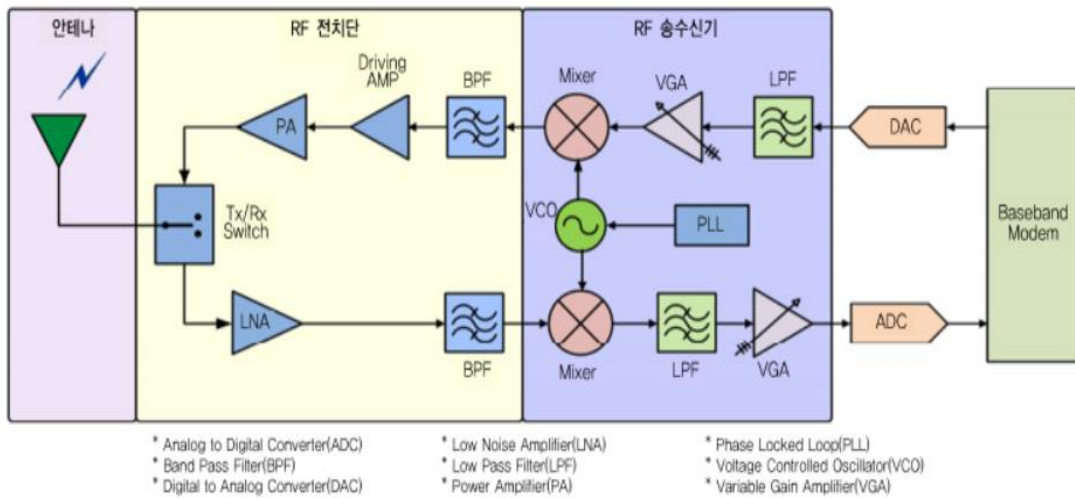 안테나
RF 전치단
RF 송수신기
Driving
AMP
BPF
Mixer
VGA
LPF
PA
DAC
VCO
PLL
Tx/Rx
Switch
Baseband
Modem
LNA
ADC
BPF
Mixer
LPF
VGA
* Analog to Digital Converter(ADC)
* Band Pass Filter(BPF)
* Digital to Analog Converter(DAC)
* Low Noise Amplifier(LNA)
* Low Pass Filter(LPF)
* Power Amplifier(PA)
* Phase Locked Loop(PLL)
* Voltage Controlled Oscillator(VCO)
* Variable Gain Amplifier(VGA)